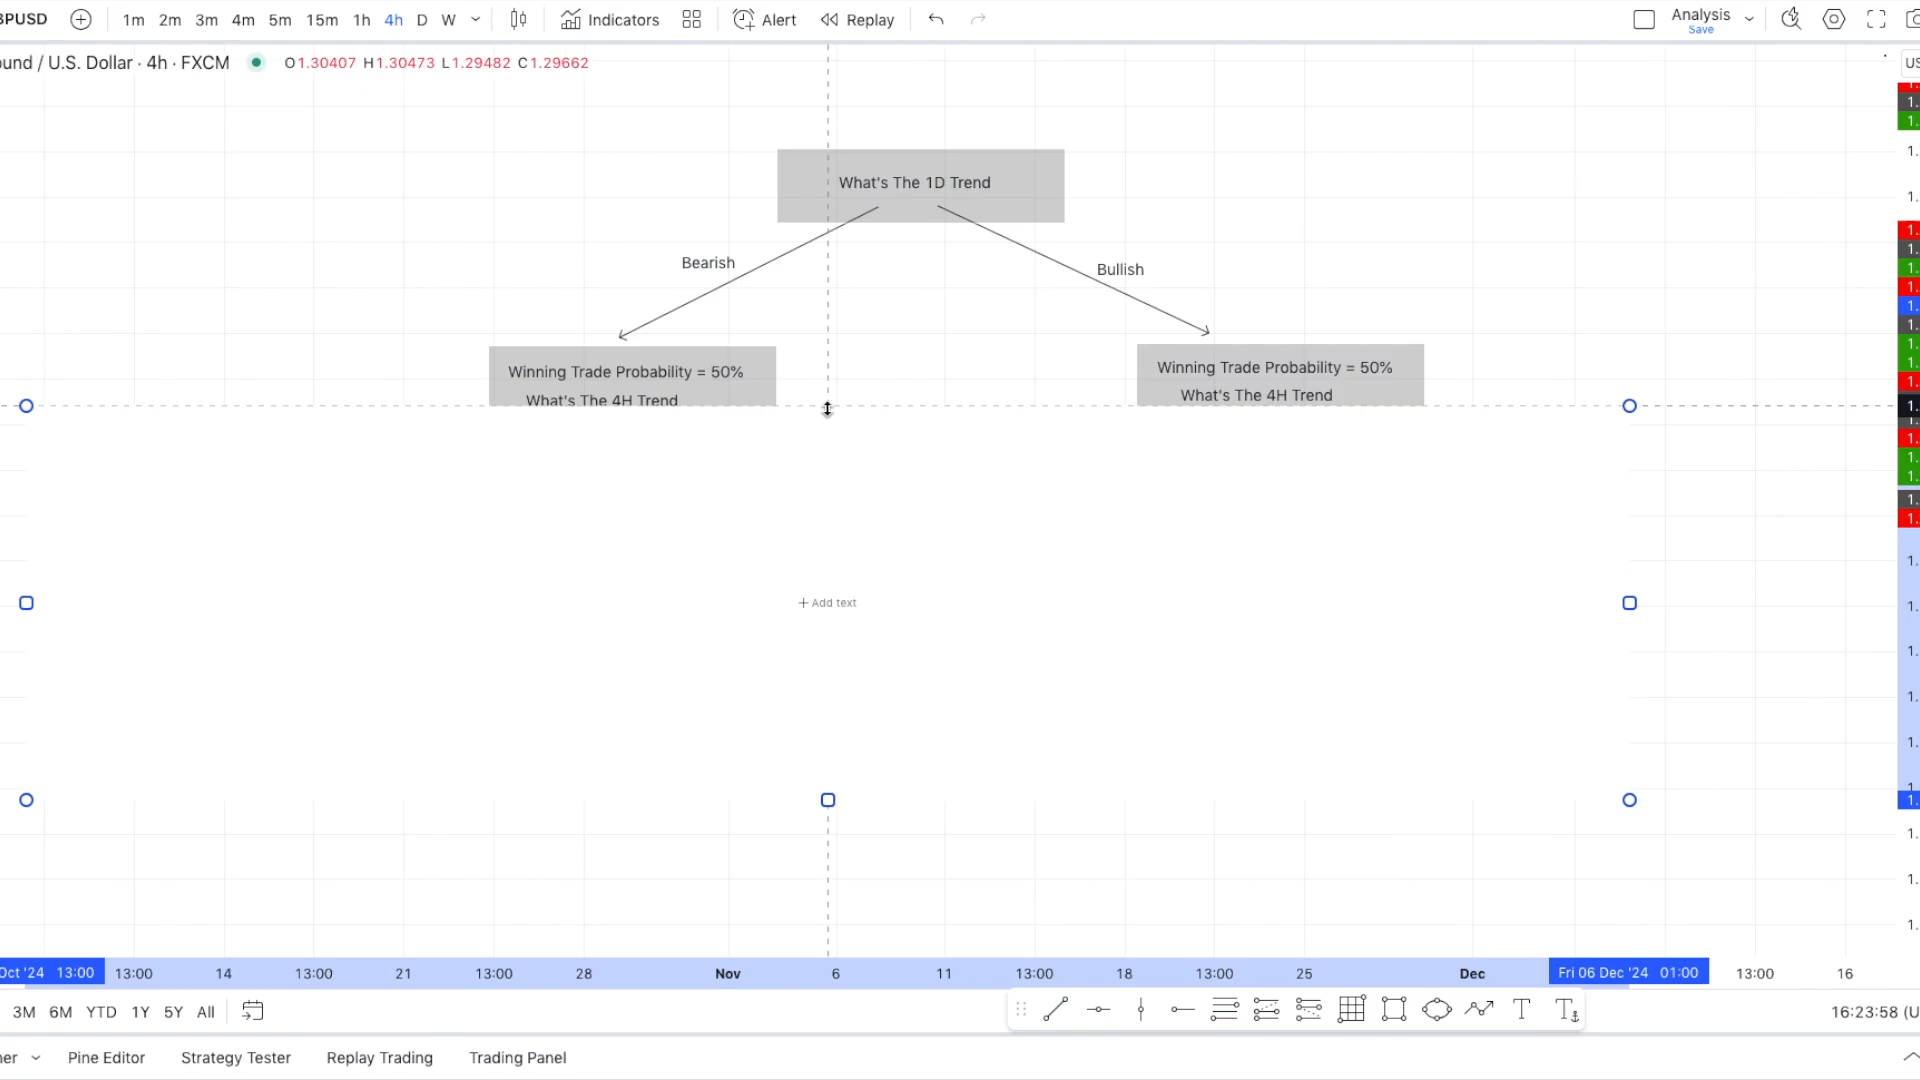 BPUSD 1m 2m 3m 4m 5m 15m 1h 4h D W Indicators Alert Replay Analysis
Save
ound / U.S. Dollar · 4h · FXCM O1.30407 H1.30473 L1.29482 C1.29662
US
What's The 1D Trend
Bearish
Bullish
Winning Trade Probability = 50%
What's The 4H Trend
Winning Trade Probability = 50%
What's The 4H Trend
+ Add text
Oct '24 13:00 13:00 14 13:00 21 13:00 28 Nov 6 11 13:00 18 13:00 25 Dec Fri 06 Dec '24 01:00 13:00 16
3M 6M YTD 1Y 5Y All
16:23:58 (U
ner Pine Editor Strategy Tester Replay Trading Trading Panel